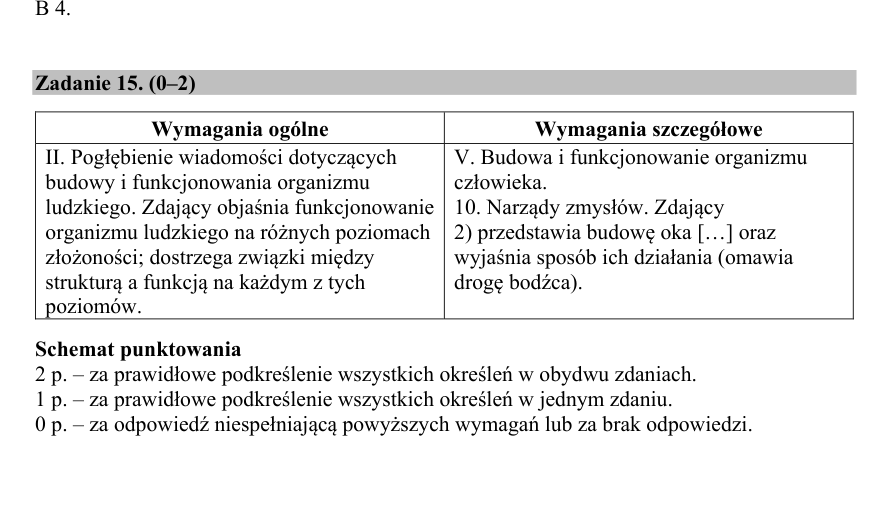 B 4.
Zadanie 15. (0–2)
Wymagania ogólne
Wymagania szczegółowe
II. Pogłębienie wiadomości dotyczących
budowy i funkcjonowania organizmu
ludzkiego. Zdający objaśnia funkcjonowanie
organizmu ludzkiego na różnych poziomach
złożoności; dostrzega związki między
strukturą a funkcją na każdym z tych
poziomów.
V. Budowa i funkcjonowanie organizmu
człowieka.
10. Narządy zmysłów. Zdający
2) przedstawia budowę oka […] oraz
wyjaśnia sposób ich działania (omawia
drogę bodźca).
Schemat punktowania
2 p. – za prawidłowe podkreślenie wszystkich określeń w obydwu zdaniach.
1 p. – za prawidłowe podkreślenie wszystkich określeń w jednym zdaniu.
0 p. – za odpowiedź niespełniającą powyższych wymagań lub za brak odpowiedzi.